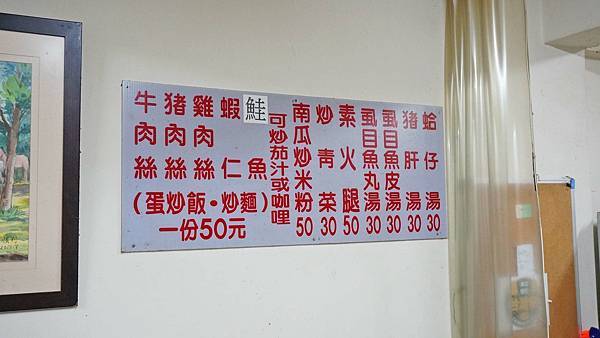 牛肉絲
豬肉絲
雞肉絲
蝦仁
鮭魚
(蛋炒飯・炒麵)
一份50元
可炒茄汁或咖哩
南瓜炒米粉 50
炒青菜 30
素火腿 50
虱目魚丸湯 30
虱目魚皮湯 30
豬肝湯 30
蛤仔湯 30